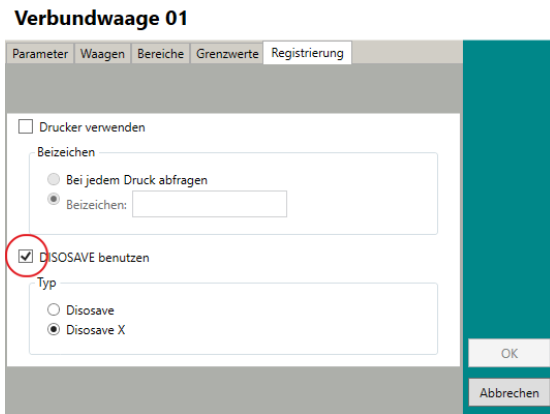 Verbundwaage 01
Parameter Waagen Bereiche Grenzwerte Registrierung
Drucker verwenden
Beizeichen
Bei jedem Druck abfragen
Beizeichen:
DISOSAVE benutzen
Typ
Disosave
Disosave X
OK
Abbrechen